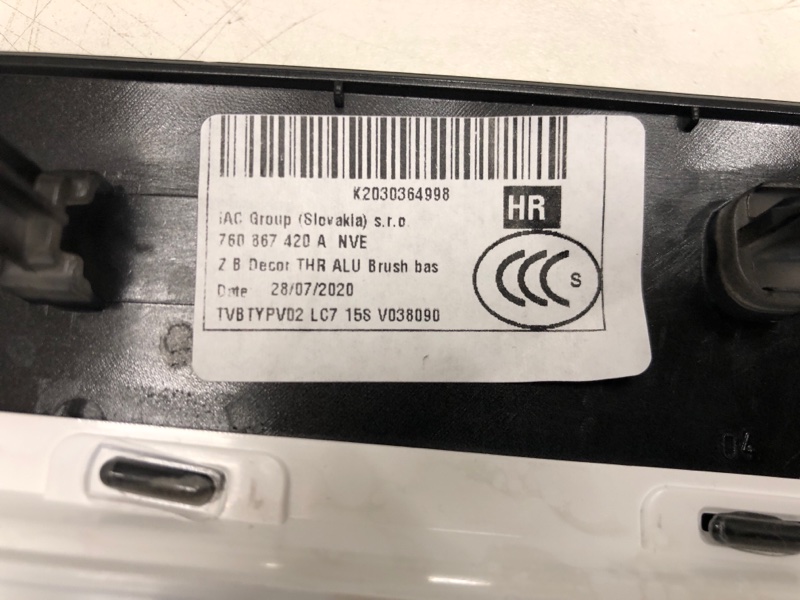 K2030364998
HR
IAC Group (Slovakia) s.r.o.
760 867 420 A NVE
Z B Decor THR ALU Brush bas
CCC S
Date 28/07/2020
TVBTYPV02 LC7 15S V038090
04